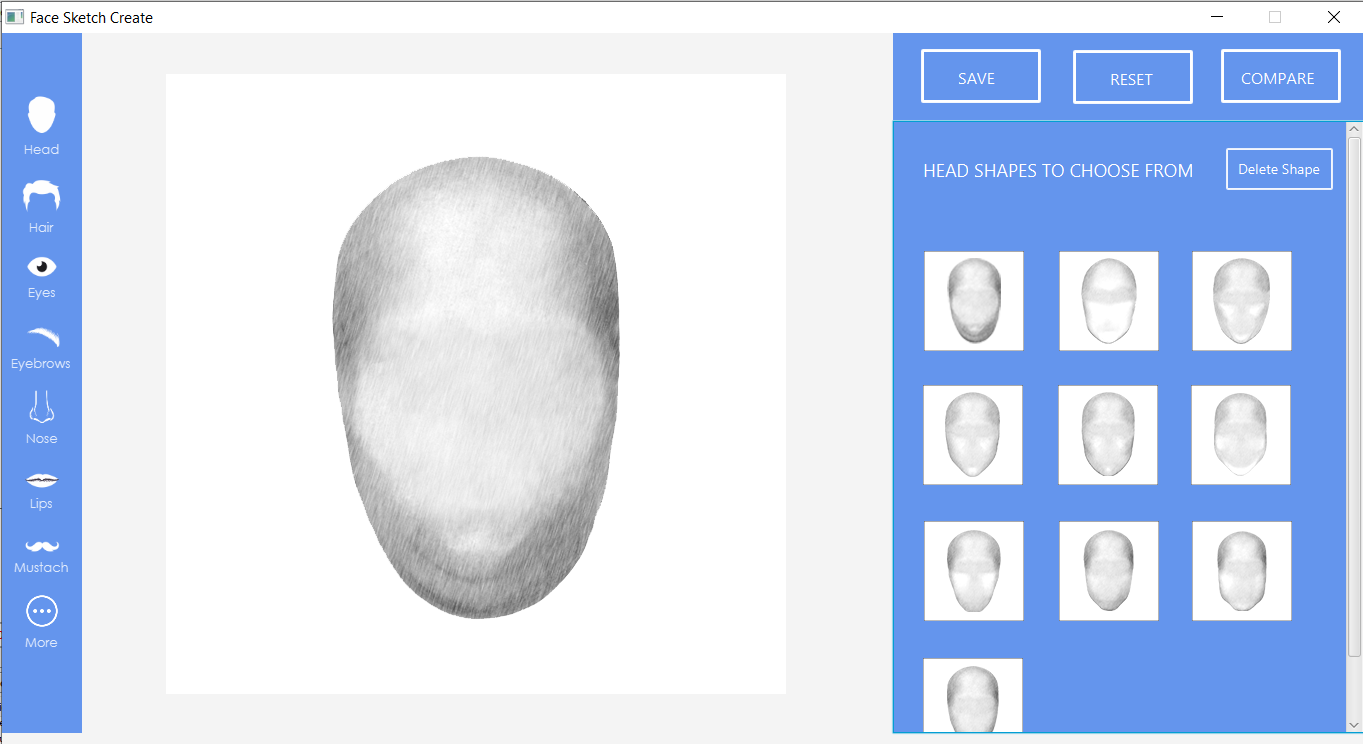 Face Sketch Create
Head
Hair
Eyes
Eyebrows
Nose
Lips
Mustach
More
SAVE
RESET
COMPARE
HEAD SHAPES TO CHOOSE FROM
Delete Shape